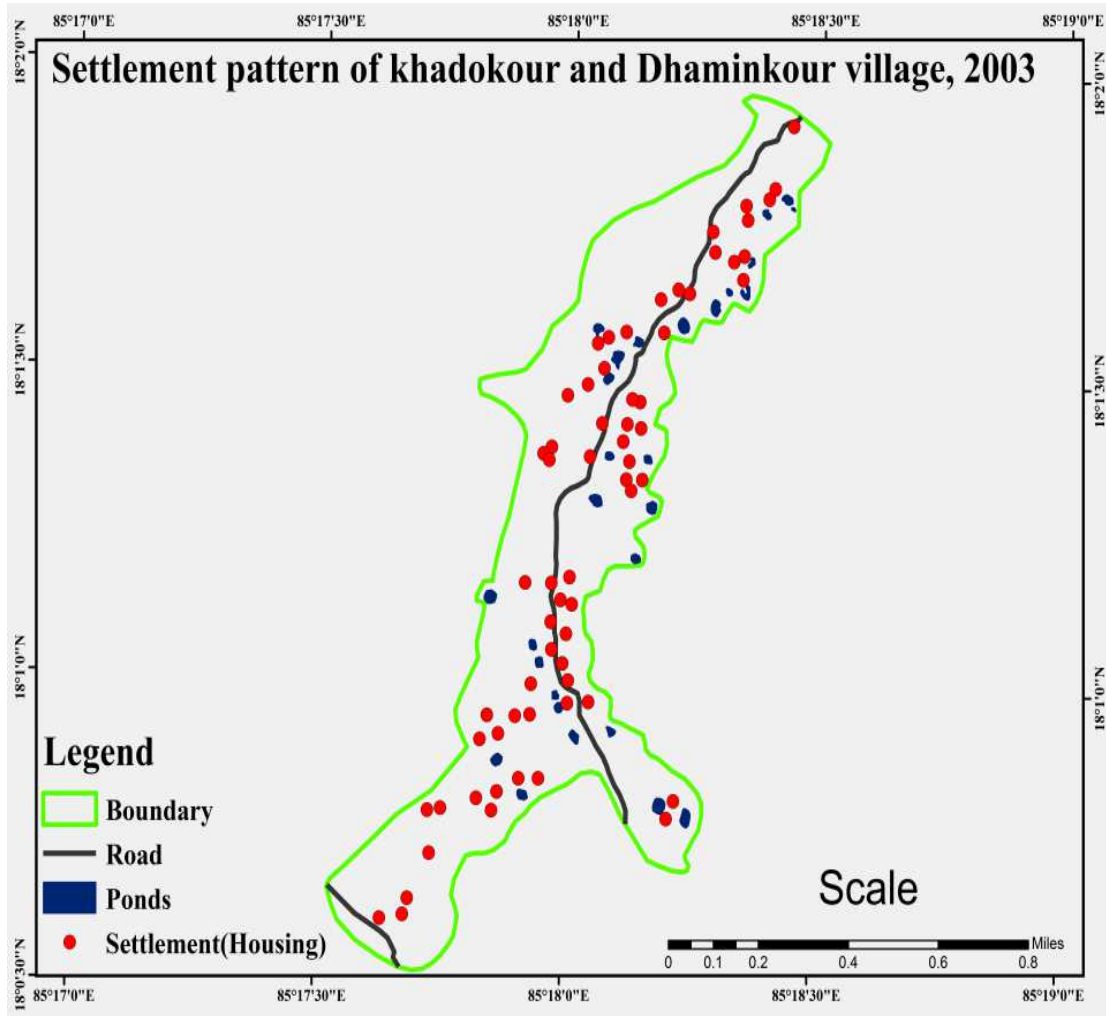 85°17'0"E 85°17'30"E 85°18'0"E 85°18'30"E 85°19'0"E
18°2'0"N
18°2'0"N
Settlement pattern of khadokour and Dhaminkour village, 2003
18°1'30"N
18°1'30"N
18°1'0"N
18°1'0"N
Legend
Boundary
Road
Ponds
Settlement(Housing)
Scale
Miles
0 0.1 0.2 0.4 0.6 0.8
18°0'30"N
85°17'0"E 85°17'30"E 85°18'0"E 85°18'30"E 85°19'0"E